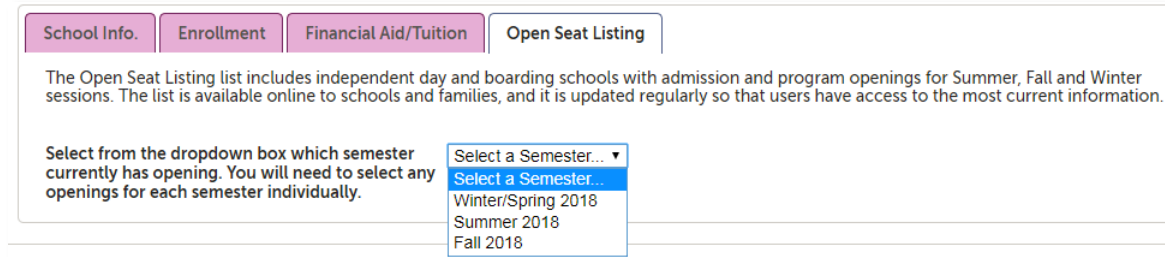 School Info.
Enrollment
Financial Aid/Tuition
Open Seat Listing
The Open Seat Listing list includes independent day and boarding schools with admission and program openings for Summer, Fall and Winter
sessions. The list is available online to schools and families, and it is updated regularly so that users have access to the most current information.
Select from the dropdown box which semester
currently has opening. You will need to select any
openings for each semester individually.
Select a Semester...
Select a Semester...
Winter/Spring 2018
Summer 2018
Fall 2018